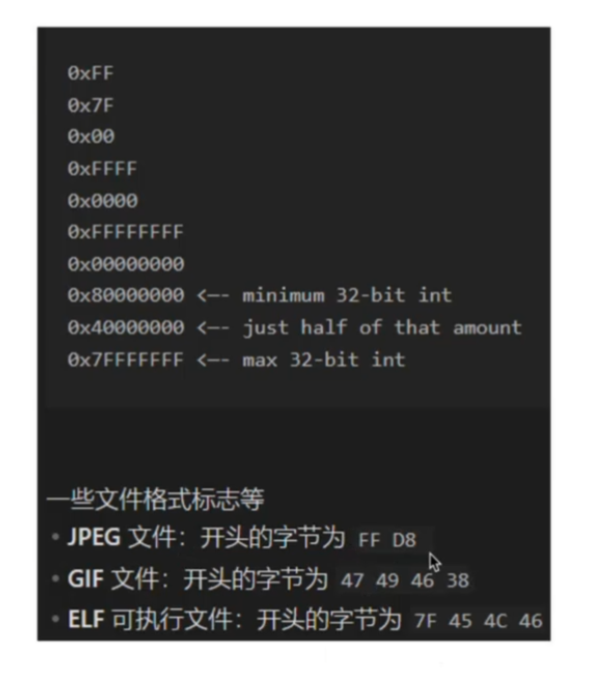 0xFF
0x7F
0x00
0xFFFF
0x0000
0xFFFFFFFF
0x00000000
0x80000000 <-- minimum 32-bit int
0x40000000 <-- just half of that amount
0x7FFFFFFF <-- max 32-bit int
一些文件格式标志等
• JPEG 文件：开头的字节为 FF D8
• GIF 文件：开头的字节为 47 49 46 38
• ELF 可执行文件：开头的字节为 7F 45 4C 46